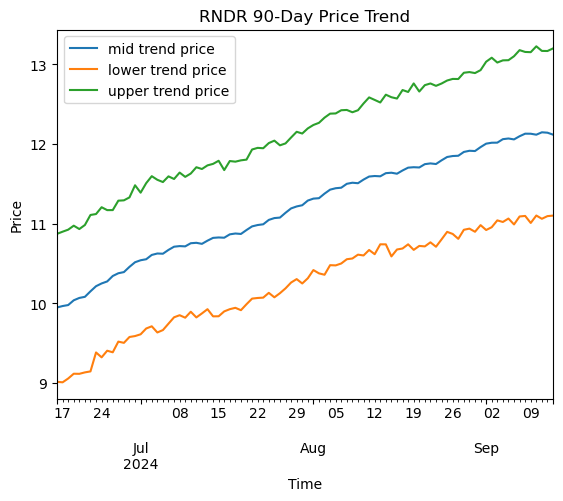 RNDR 90-Day Price Trend
mid trend price
lower trend price
upper trend price
Price
13
12
11
10
9
17 24 08 15 22 29 05 12 19 26 02 09
Jul Aug Sep
2024
Time